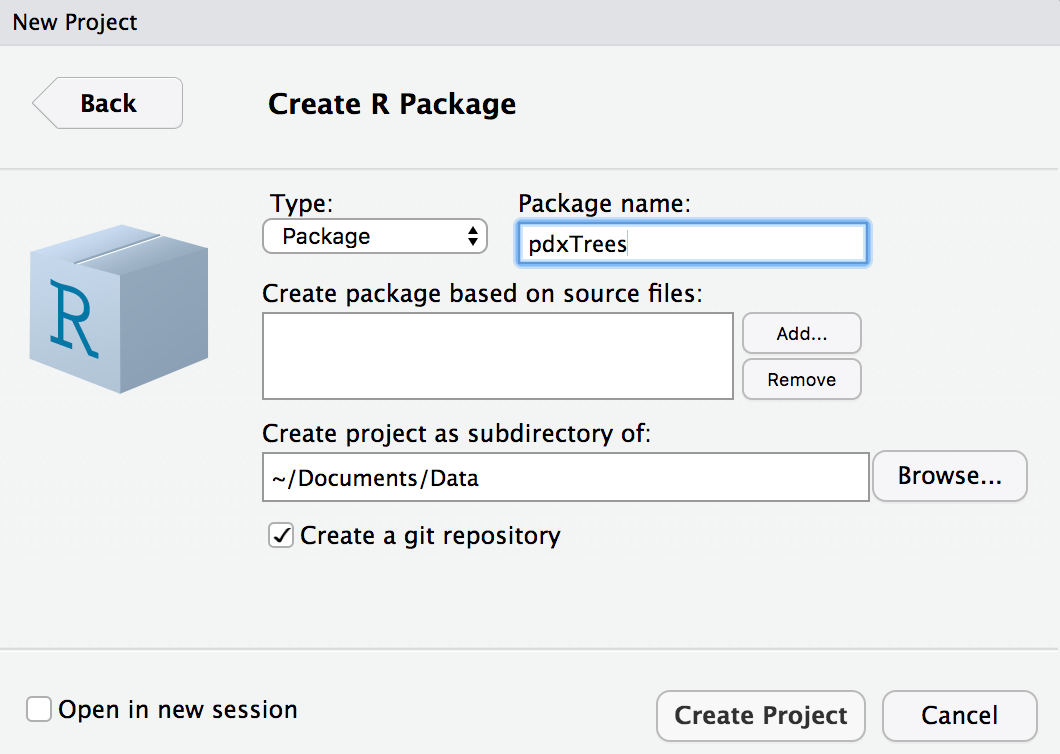 New Project
Back
Create R Package
Type:
Package name:
Package
pdxTrees
R
Create package based on source files:
Add...
Remove
Create project as subdirectory of:
~/Documents/Data
Browse...
Create a git repository
Open in new session
Create Project
Cancel